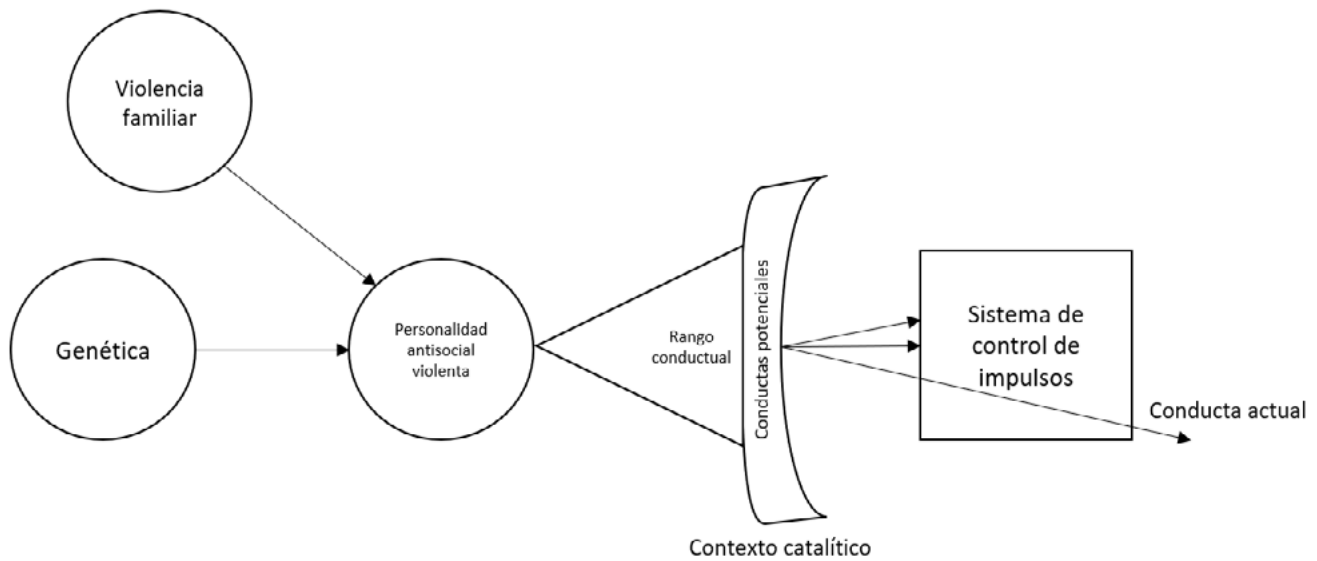 Violencia
familiar
Genética
Personalidad
antisocial
violenta
Rango
conductual
Conductas potenciales
Sistema de
control de
impulsos
Conducta actual
Contexto catalítico